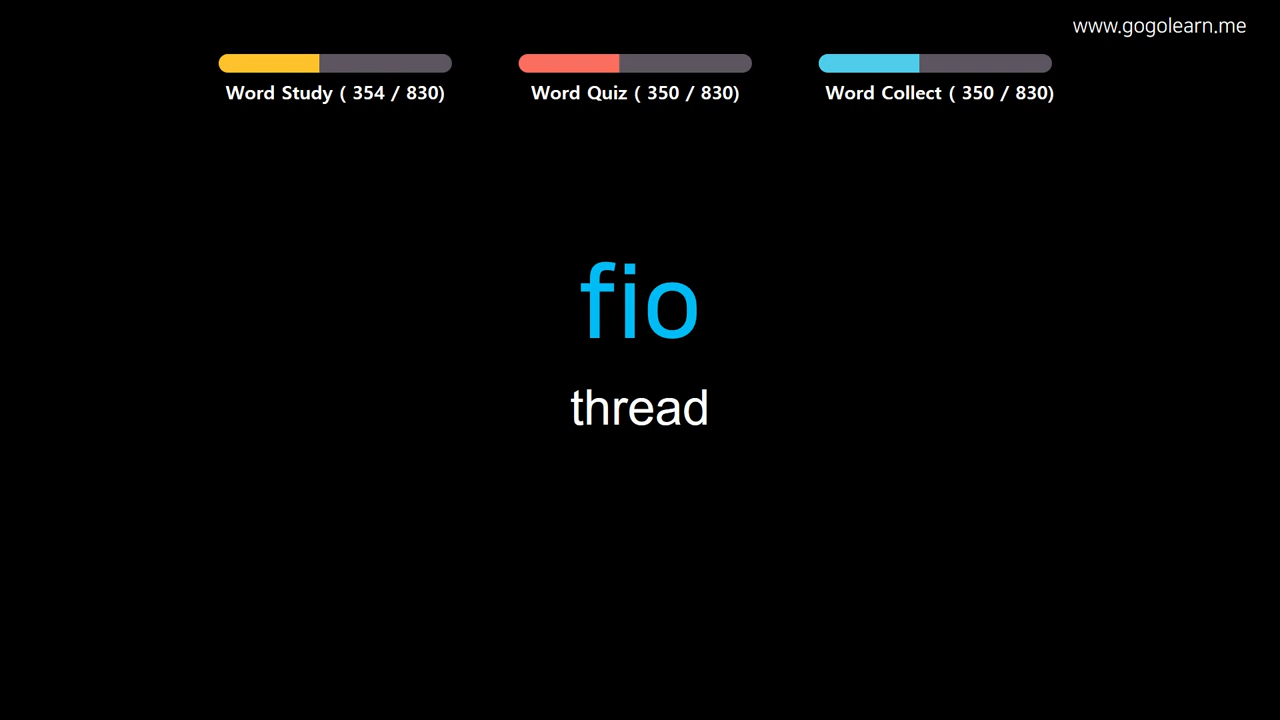 www.gogolearn.me
Word Study ( 354 / 830)
Word Quiz ( 350 / 830)
Word Collect ( 350 / 830)
fio
thread